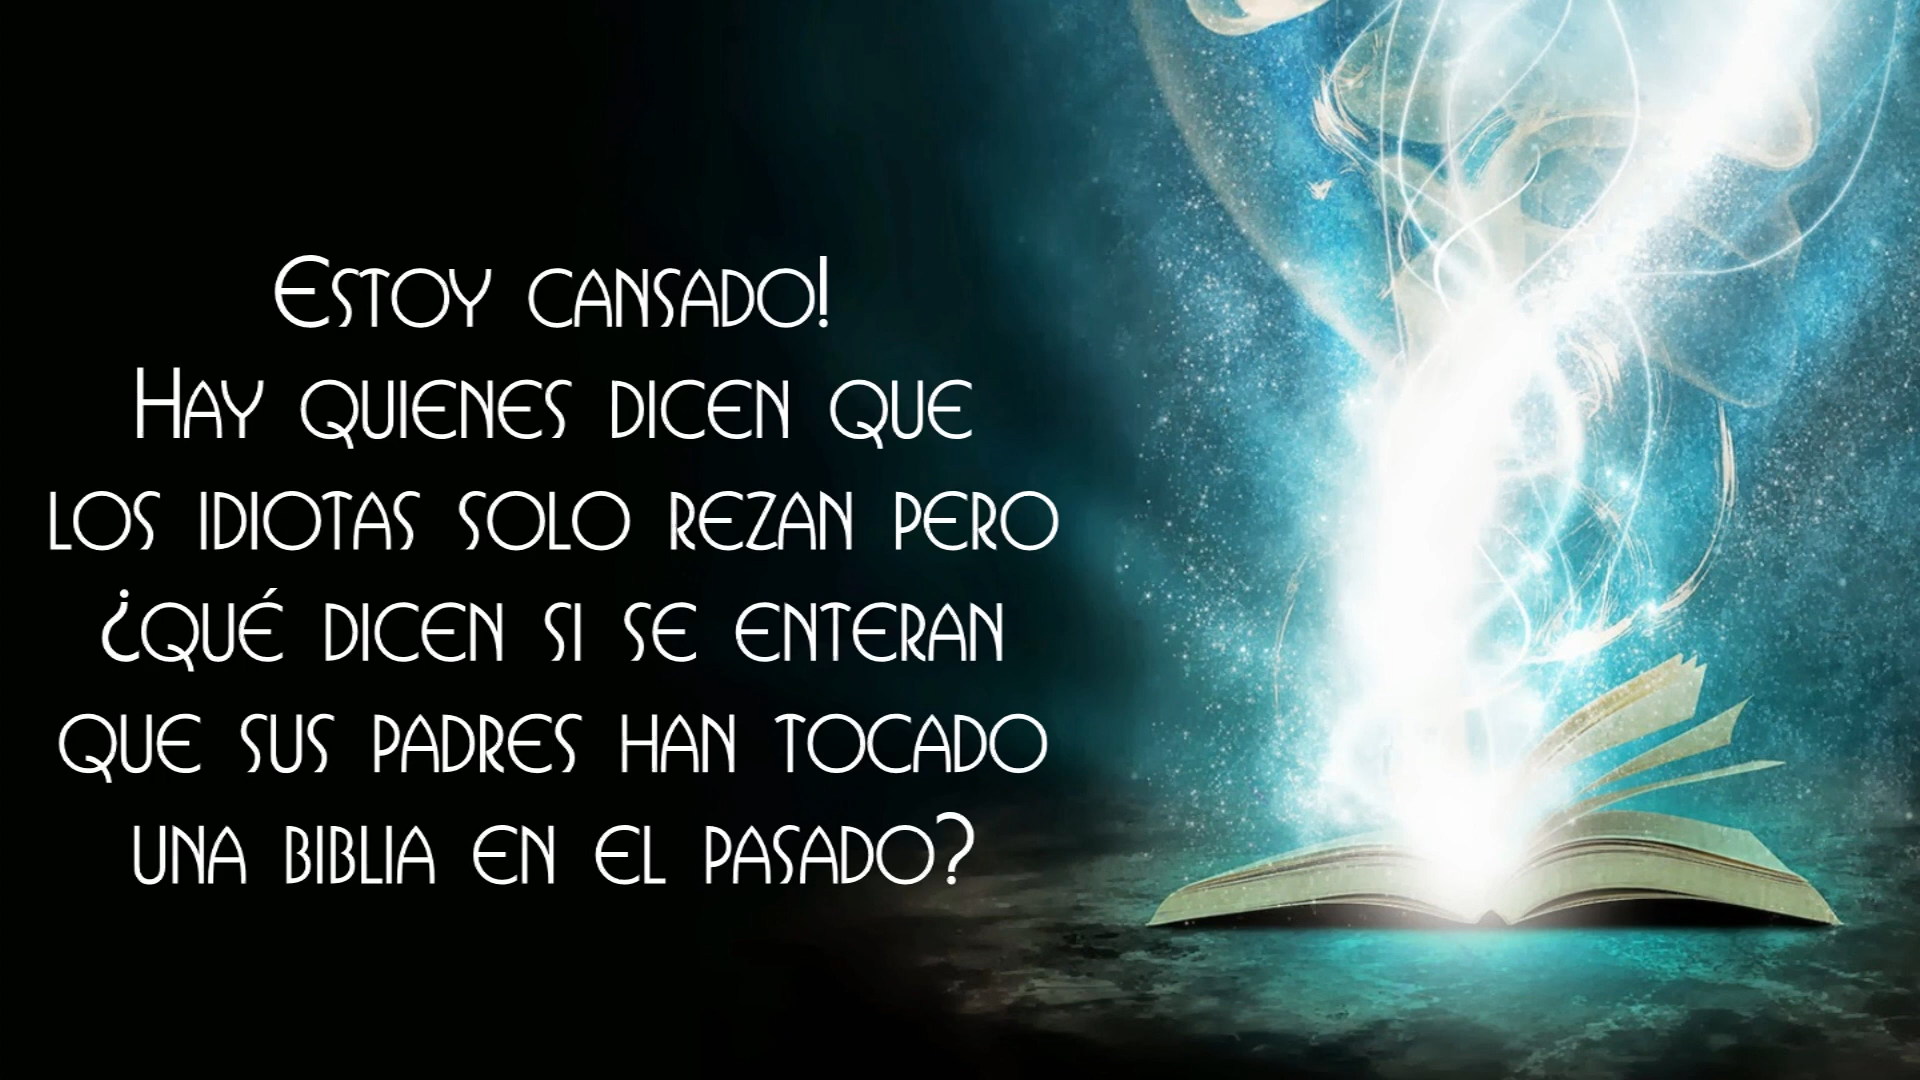 Estoy cansado!
Hay quienes dicen que
los idiotas solo rezan pero
¿qué dicen si se enteran
que sus padres han tocado
una biblia en el pasado?